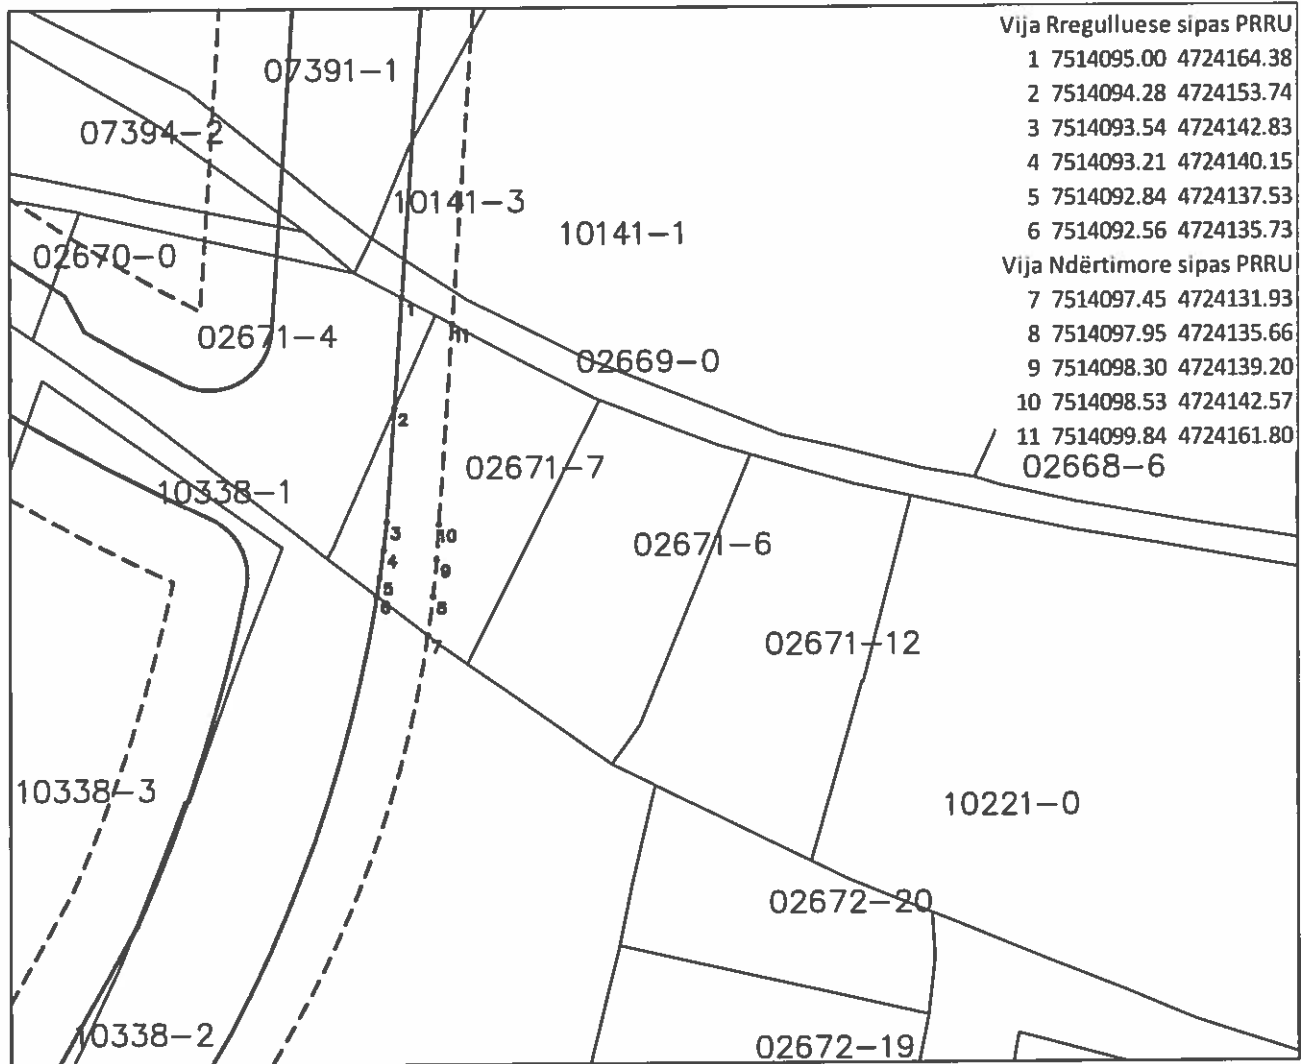 Vija Rregulluese sipas PRRU
1 7514095.00 4724164.38
2 7514094.28 4724153.74
3 7514093.54 4724142.83
4 7514093.21 4724140.15
5 7514092.84 4724137.53
6 7514092.56 4724135.73
Vija Ndërtimore sipas PRRU
7 7514097.45 4724131.93
8 7514097.95 4724135.66
9 7514098.30 4724139.20
10 7514098.53 4724142.57
11 7514099.84 4724161.80
07391-1
07394-2
10141-3
10141-1
02670-0
1
11
02671-4
02669-0
2
02671-7
02668-6
10338-1
3
10
02671-6
4
9
5
6
8
7
02671-12
10338-3
10221-0
02672-20
10338-2
02672-19